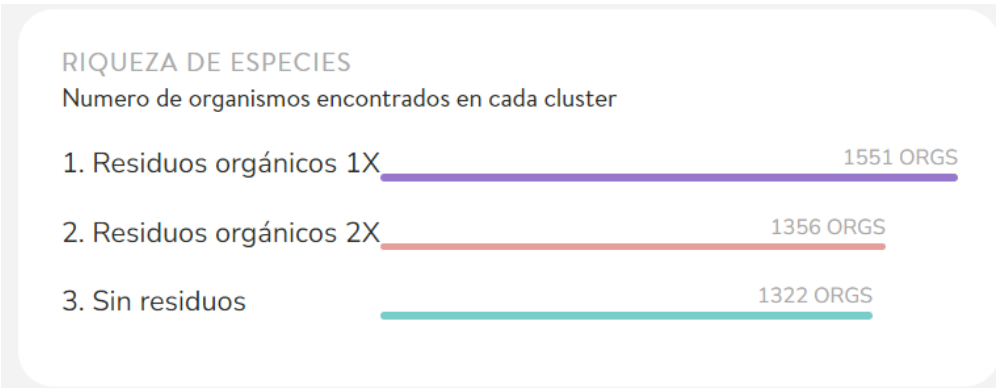 RIQUEZA DE ESPECIES
Numero de organismos encontrados en cada cluster
1. Residuos orgánicos 1X
1551 ORGS
2. Residuos orgánicos 2X
1356 ORGS
3. Sin residuos
1322 ORGS